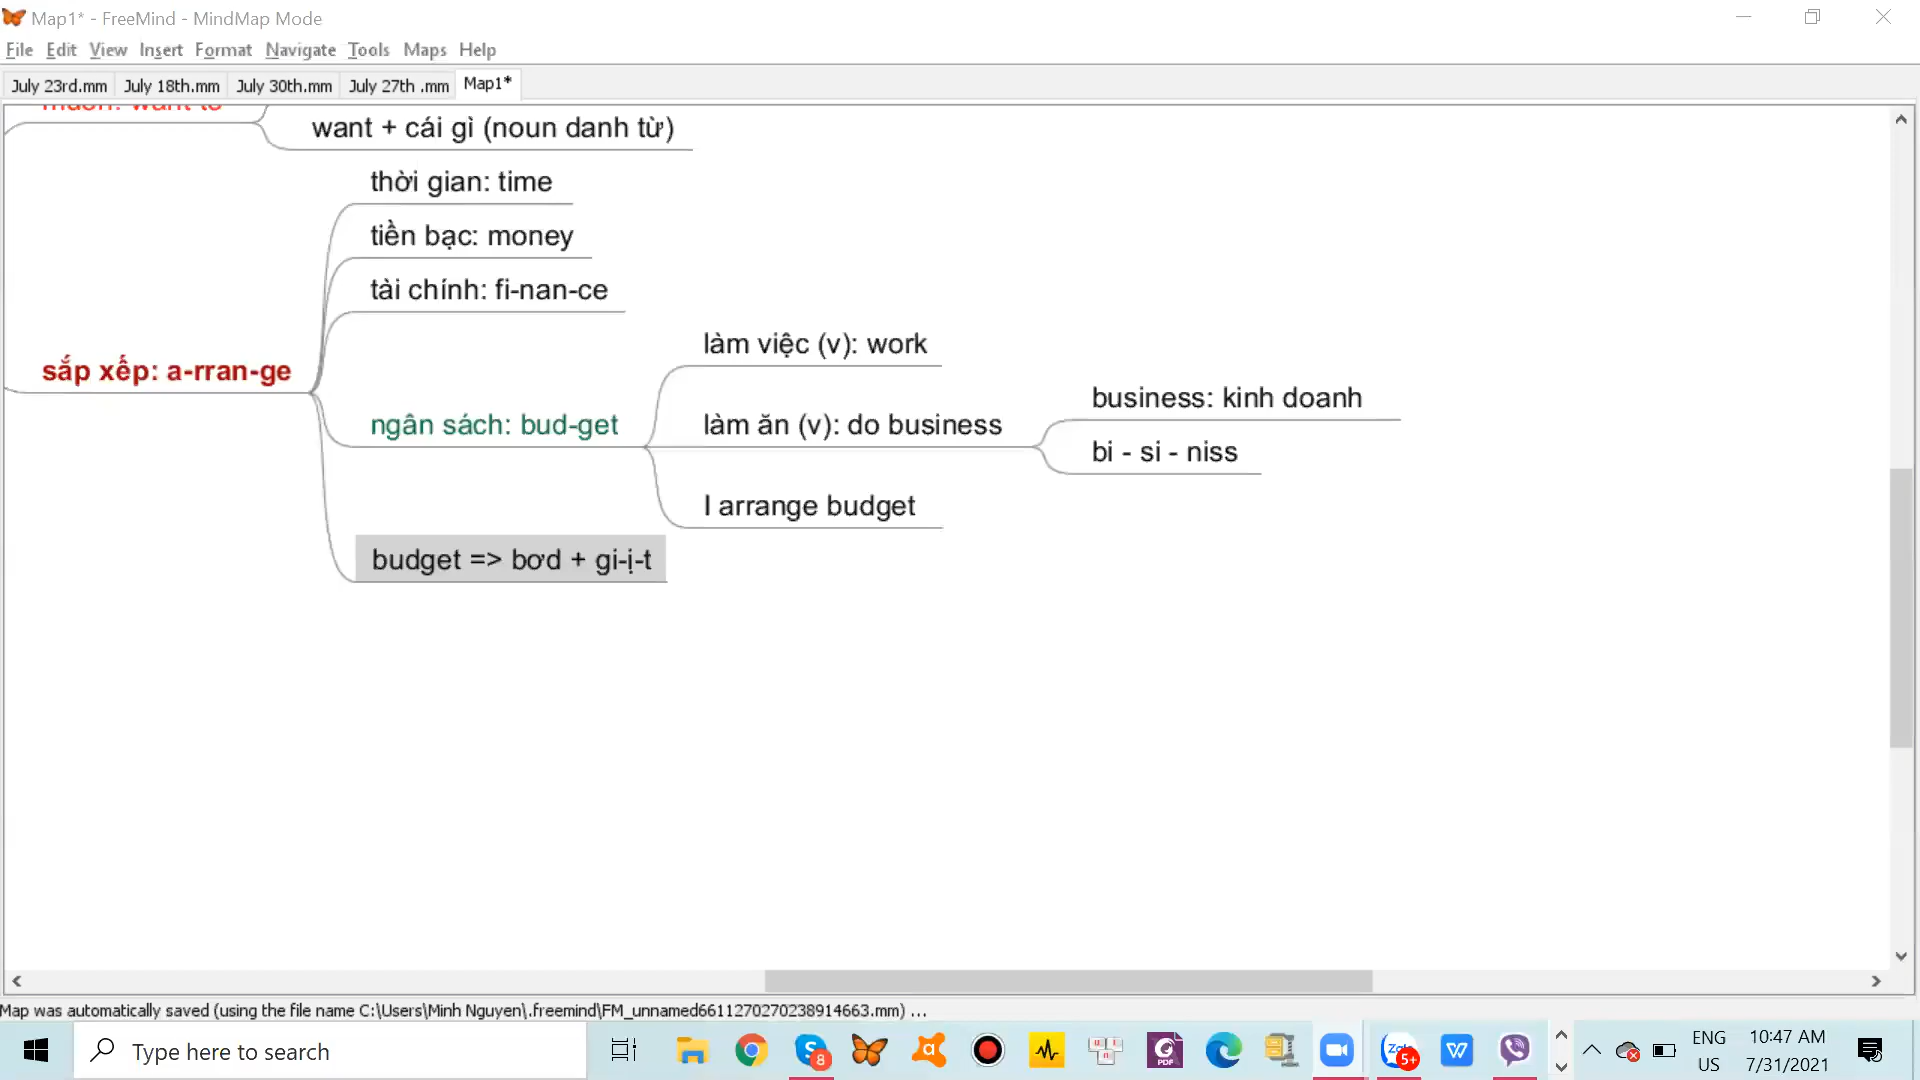 Map1* - FreeMind - MindMap Mode
File Edit View Insert Format Navigate Tools Maps Help
July 23rd.mm July 18th.mm July 30th.mm July 27th .mm Map1*
want + cái gì (noun danh từ)
thời gian: time
tiền bạc: money
tài chính: fi-nan-ce
sắp xếp: a-rran-ge
ngân sách: bud-get
làm việc (v): work
làm ăn (v): do business
business: kinh doanh
bi - si - niss
I arrange budget
budget => bơd + gi-ị-t
Map was automatically saved (using the file name C:\Users\Minh Nguyen\.freemind\FM_unnamed6611270270238914663.mm) ...
Type here to search
8
Zalo
5+
PDF
ENG
US
10:47 AM
7/31/2021